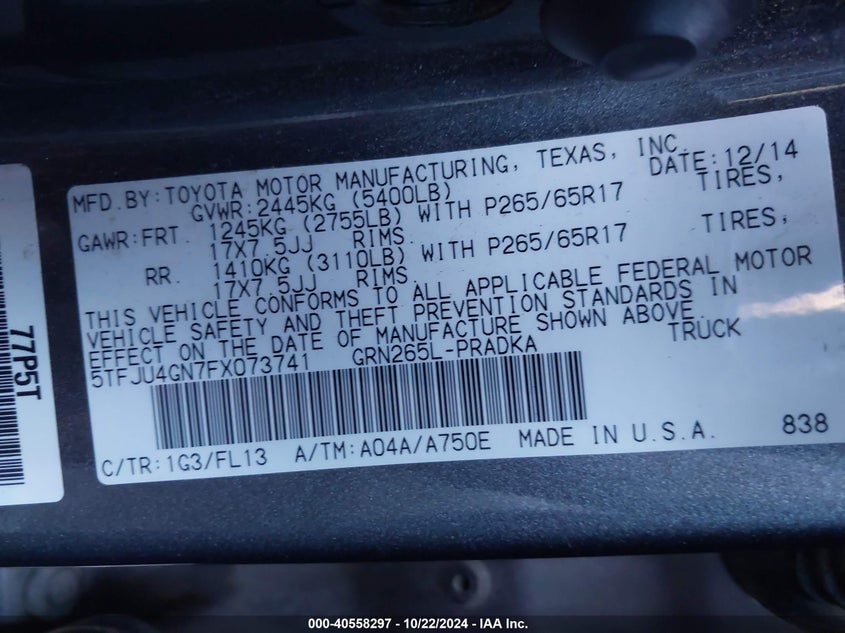 MFD.BY:TOYOTA MOTOR MANUFACTURING, TEXAS, INC. DATE:12/14
GVWR:2445KG (5400LB)
GAWR:FRT. 1245KG (2755LB) WITH P265/65R17 TIRES,
17X7.5JJ RIMS.
RR. 1410KG (3110LB) WITH P265/65R17 TIRES,
17X7.5JJ RIMS.
THIS VEHICLE CONFORMS TO ALL APPLICABLE FEDERAL MOTOR
VEHICLE SAFETY AND THEFT PREVENTION STANDARDS IN
EFFECT ON THE DATE OF MANUFACTURE SHOWN ABOVE.
5TFJU4GN7FX073741 GRN265L-PRADKA TRUCK
C/TR:1G3/FL13 A/TM:A04A/A750E MADE IN U.S.A. 838
77P5T
000-40558297 - 10/22/2024 - IAA Inc.